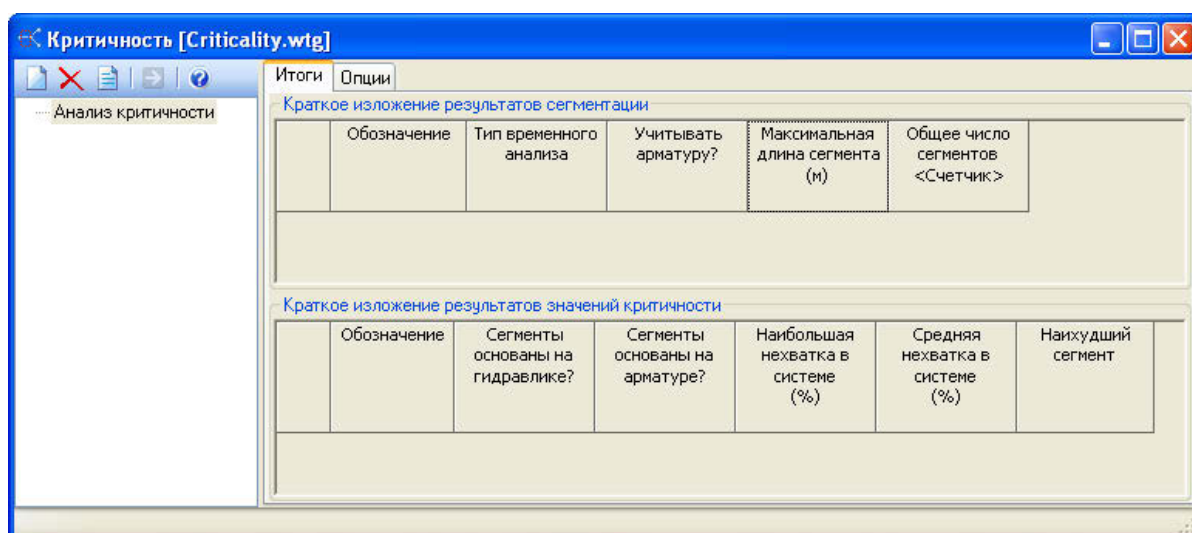 Критичность [Criticality.wtg]
Итоги Опции
Анализ критичности
Краткое изложение результатов сегментации
Обозначение
Тип временного
анализа
Учитывать
арматуру?
Максимальная
длина сегмента
(м)
Общее число
сегментов
<Счетчик>
Краткое изложение результатов значений критичности
Обозначение
Сегменты
основаны на
гидравлике?
Сегменты
основаны на
арматуре?
Наибольшая
нехватка в
системе
(%)
Средняя
нехватка в
системе
(%)
Наихудший
сегмент